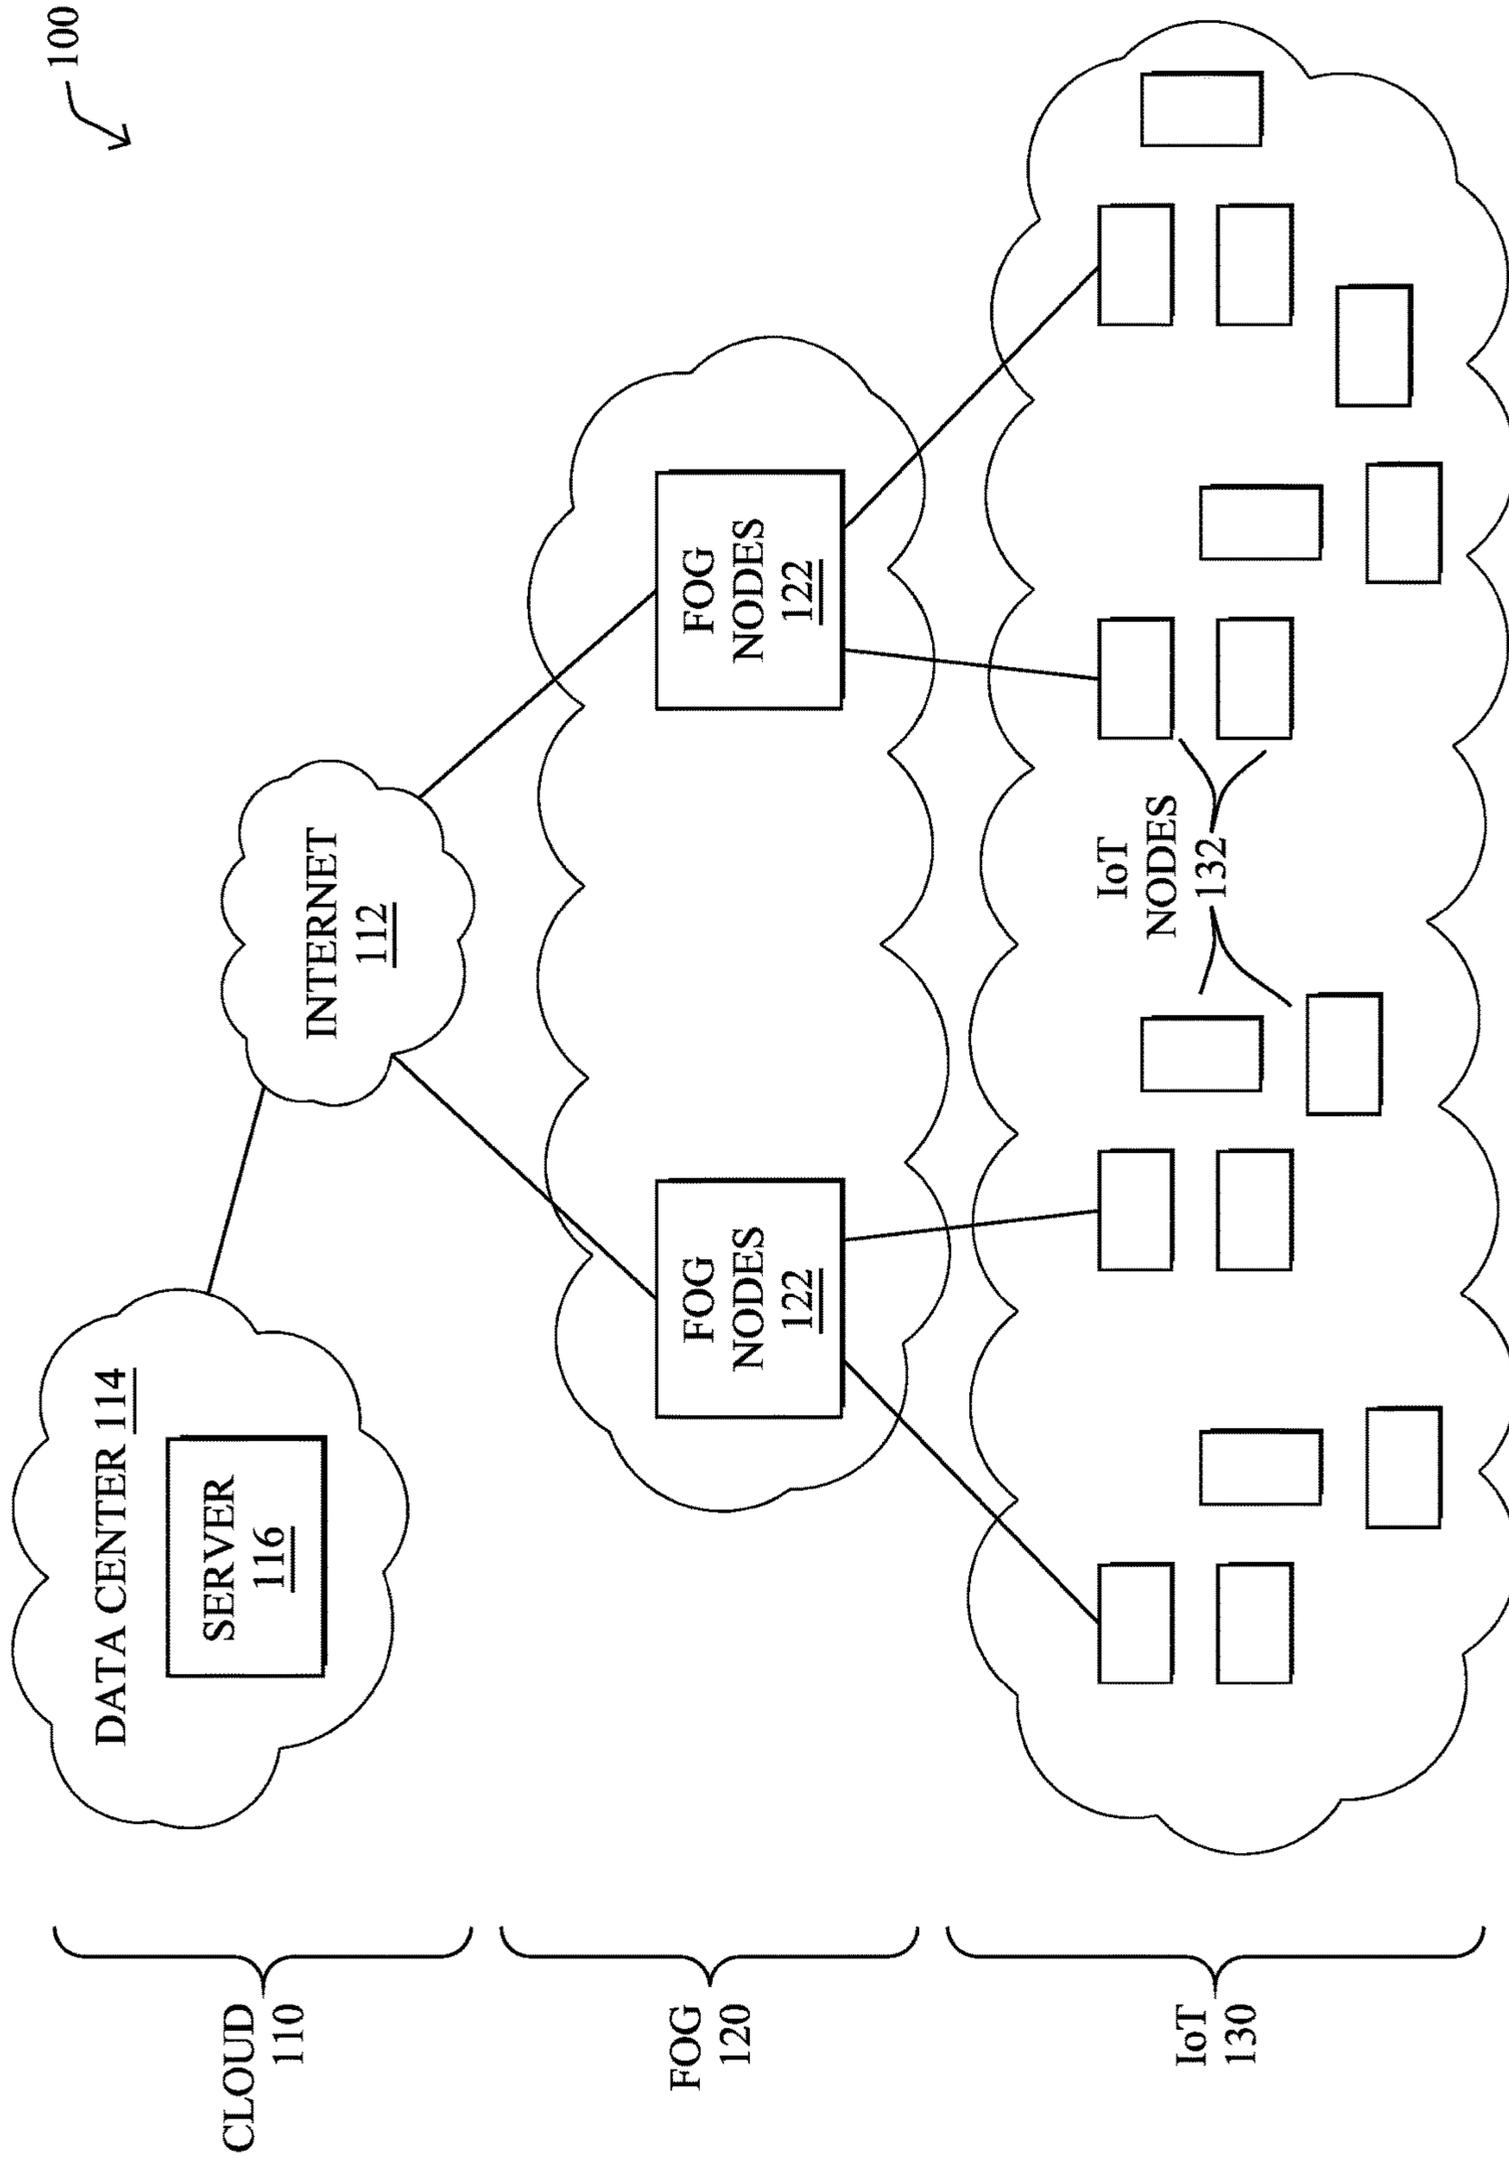 100
CLOUD
110
DATA CENTER 114
SERVER
116
INTERNET
112
FOG
120
FOG
NODES
122
FOG
NODES
122
IoT
130
IoT
NODES
132